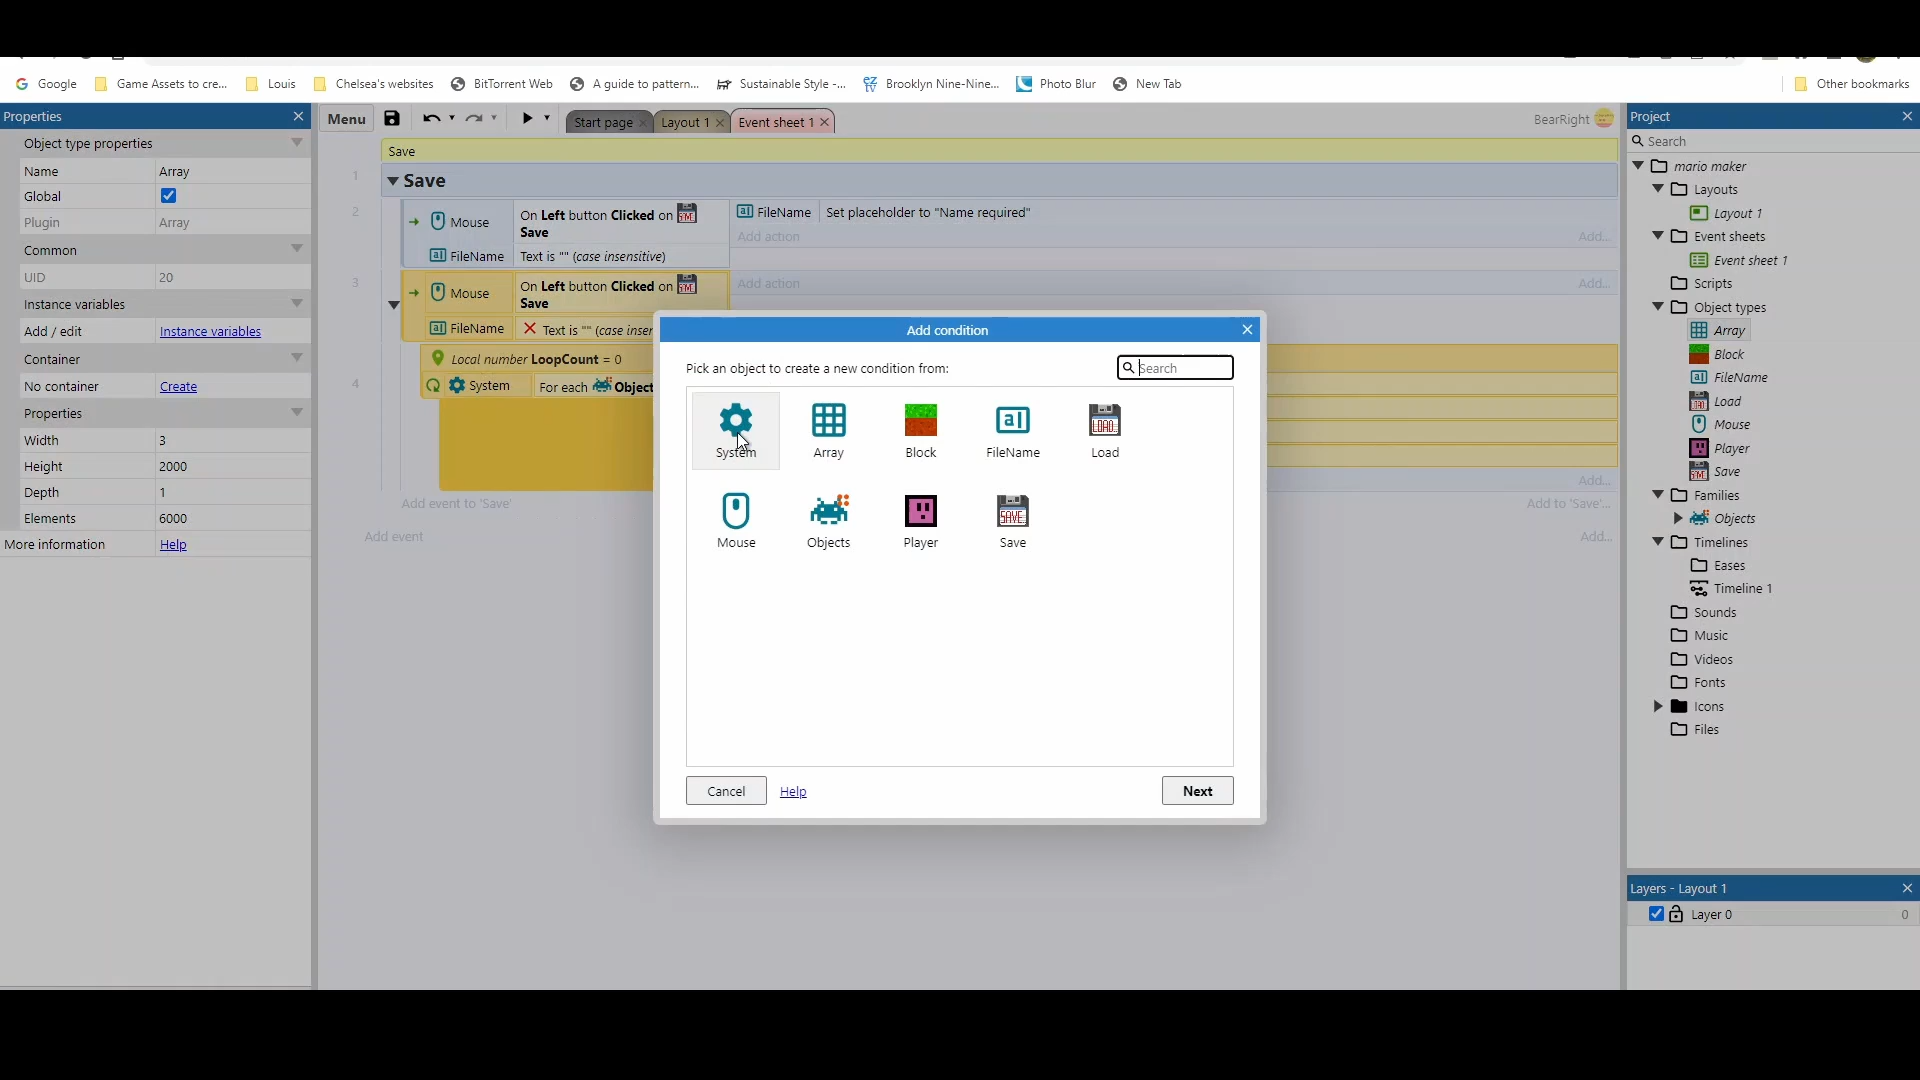 Google Game Assets to cre... Louis Chelsea's websites BitTorrent Web A guide to pattern... Sustainable Style -... Brooklyn Nine-Nine... Photo Blur New Tab Other bookmarks
Properties
Menu Start page Layout 1 Event sheet 1 BearRight
Project
Object type properties
Name Array
Global
Plugin Array
Common
UID 20
Instance variables
Add / edit Instance variables
Container
No container Create
Properties
Width 3
Height 2000
Depth 1
Elements 6000
More information Help
Save
1 Save
2 Mouse On Left button Clicked on SAVE
Save
FileName Set placeholder to "Name required"
Add action Add...
FileName Text is "" (case insensitive)
3 Mouse On Left button Clicked on SAVE
Save
Add action Add...
FileName Text is "" (case insen
Local number LoopCount = 0
4 System For each Object
Add...
Add event to 'Save' Add to 'Save'...
Add event Add...
Add condition
Pick an object to create a new condition from:
Search
LOAD
System Array Block FileName Load
SAVE
Mouse Objects Player Save
Cancel Help Next
Search
mario maker
Layouts
Layout 1
Event sheets
Event sheet 1
Scripts
Object types
Array
Block
FileName
Load
Mouse
Player
Save
Families
Objects
Timelines
Eases
Timeline 1
Sounds
Music
Videos
Fonts
Icons
Files
Layers - Layout 1
Layer 0 0